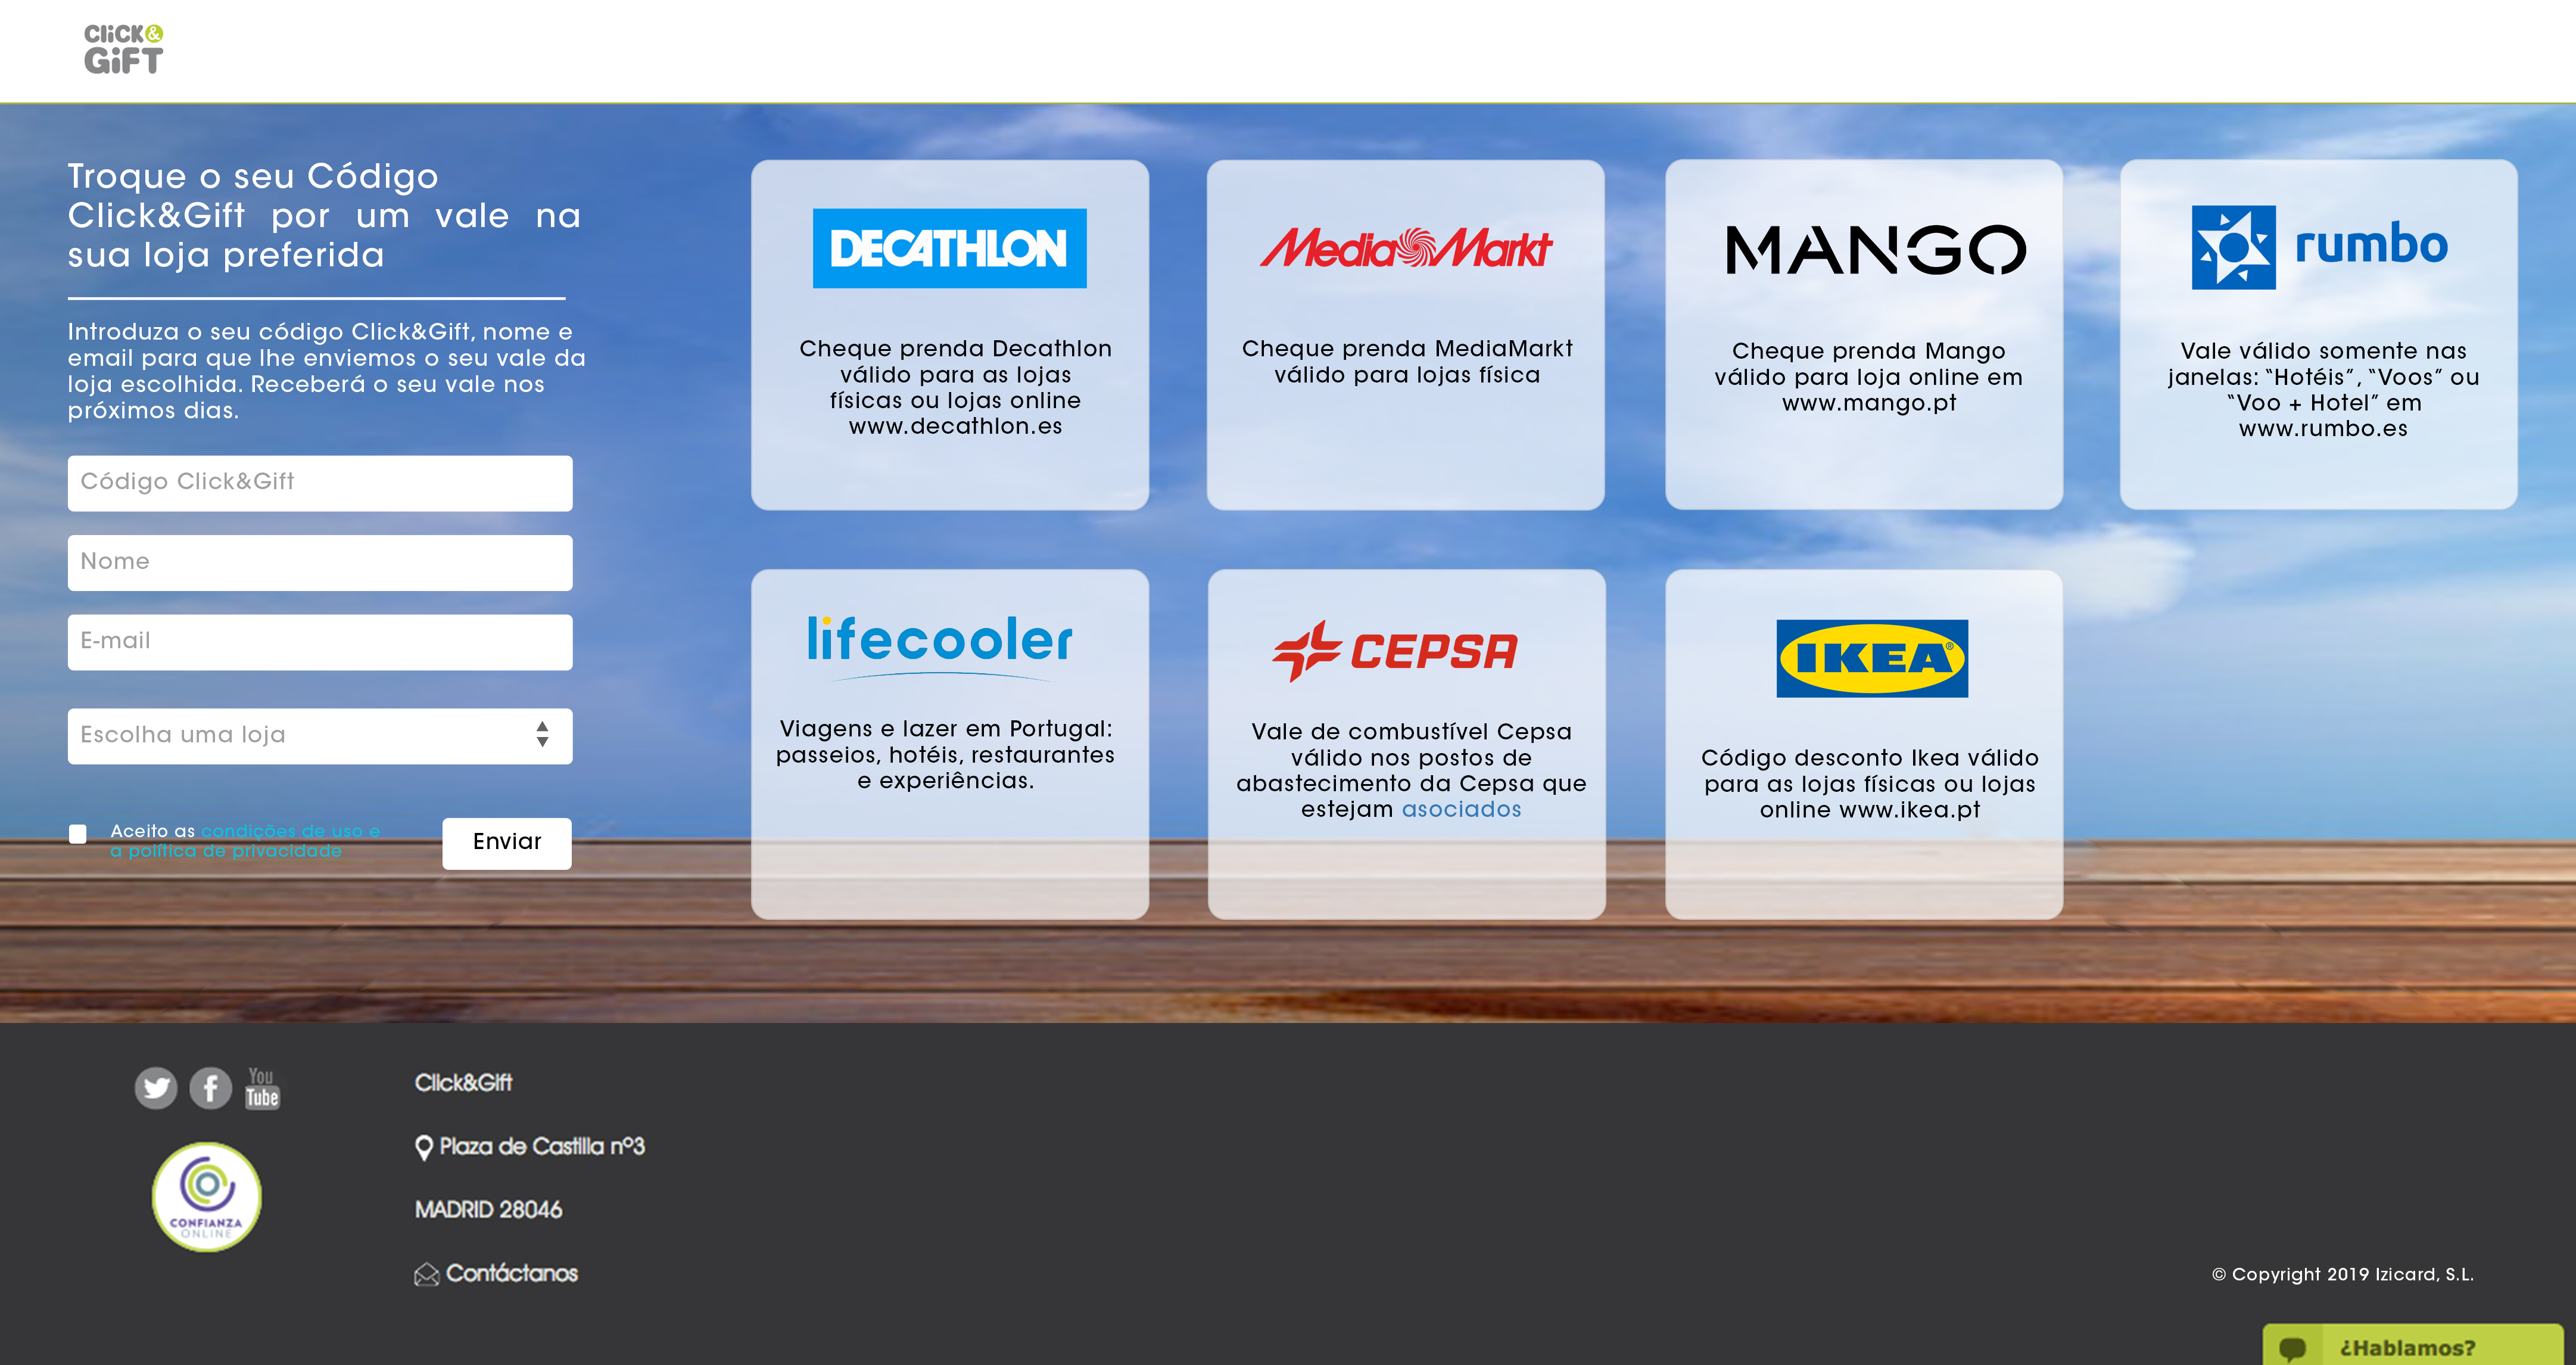 CLiCK&
GiFT
Troque o seu Código
Click&Gift por um vale na
sua loja preferida
Introduza o seu código Click&Gift, nome e
email para que lhe enviemos o seu vale da
loja escolhida. Receberá o seu vale nos
próximos dias.
Código Click&Gift
Nome
E-mail
Escolha uma loja
Aceito as condições de uso e
a política de privacidade
Enviar
DECATHLON
Cheque prenda Decathlon
válido para as lojas
físicas ou lojas online
www.decathlon.es
Media Markt
Cheque prenda MediaMarkt
válido para lojas física
MANGO
Cheque prenda Mango
válido para loja online em
www.mango.pt
rumbo
Vale válido somente nas
janelas: “Hotéis”, “Voos” ou
“Voo + Hotel” em
www.rumbo.es
lifecooler
Viagens e lazer em Portugal:
passeios, hotéis, restaurantes
e experiências.
CEPSA
Vale de combustível Cepsa
válido nos postos de
abastecimento da Cepsa que
estejam asociados
IKEA®
Código desconto Ikea válido
para as lojas físicas ou lojas
online www.ikea.pt
You
Tube
CONFIANZA
ONLINE
Click&Gift
Plaza de Castilla nº3
MADRID 28046
Contáctanos
© Copyright 2019 Izicard, S.L.
¿Hablamos?